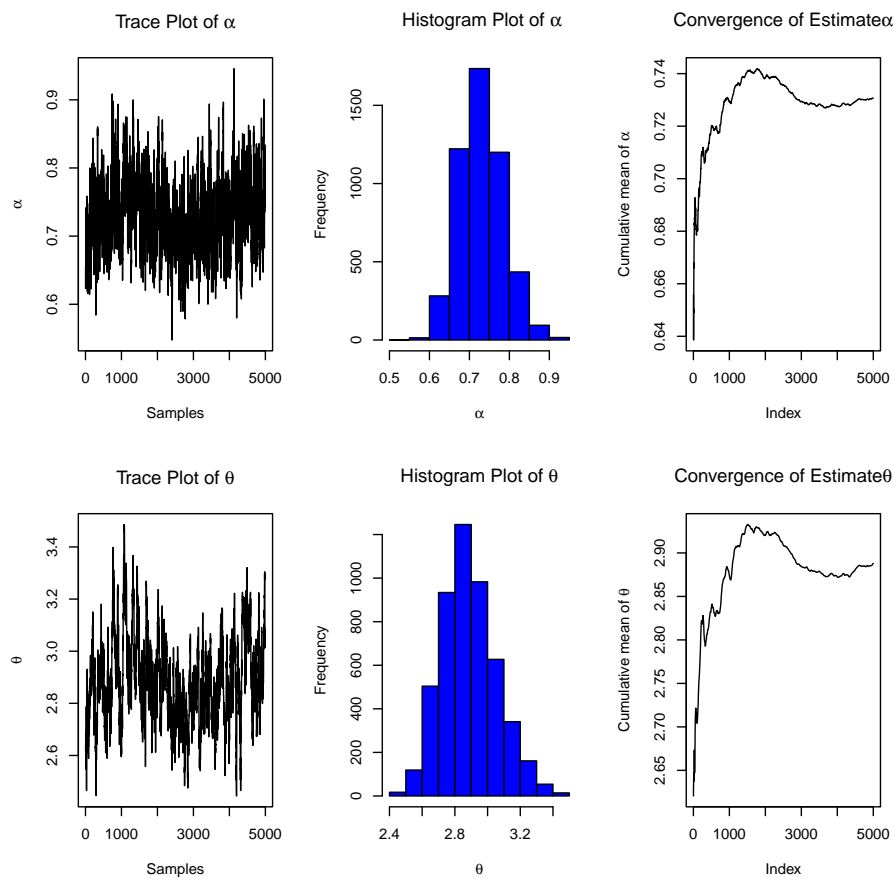 Trace Plot of α
Histogram Plot of α
Convergence of Estimateα
α
0.6
0.7
0.8
0.9
0 1000 3000 5000
Samples
Frequency
0
500
1000
1500
0.5 0.6 0.7 0.8 0.9
α
Cumulative mean of α
0.64
0.66
0.68
0.70
0.72
0.74
0 1000 3000 5000
Index
Trace Plot of θ
Histogram Plot of θ
Convergence of Estimateθ
θ
2.6
2.8
3.0
3.2
3.4
0 1000 3000 5000
Samples
Frequency
0
200
400
600
800
1000
2.4 2.8 3.2
θ
Cumulative mean of θ
2.65
2.70
2.75
2.80
2.85
2.90
0 1000 3000 5000
Index